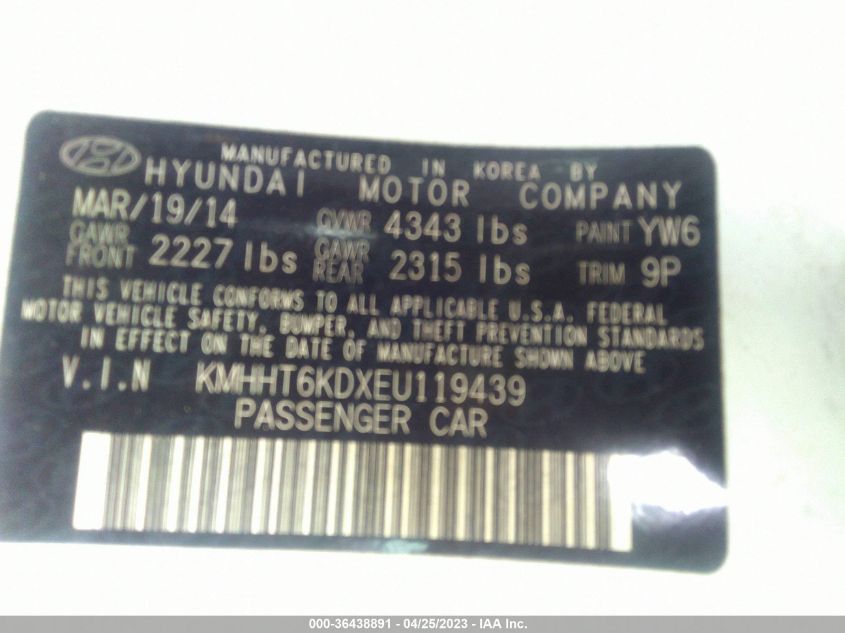 MANUFACTURED IN KOREA BY
HYUNDAI MOTOR COMPANY
MAR/19/14 GVWR 4343 lbs PAINT YW6
GAWR FRONT 2227 lbs GAWR REAR 2315 lbs TRIM 9P
THIS VEHICLE CONFORMS TO ALL APPLICABLE U.S.A. FEDERAL
MOTOR VEHICLE SAFETY, BUMPER, AND THEFT PREVENTION STANDARDS
IN EFFECT ON THE DATE OF MANUFACTURE SHOWN ABOVE
V.I.N KMHHT6KDXEU119439
PASSENGER CAR
000-36438891 - 04/25/2023 - IAA Inc.